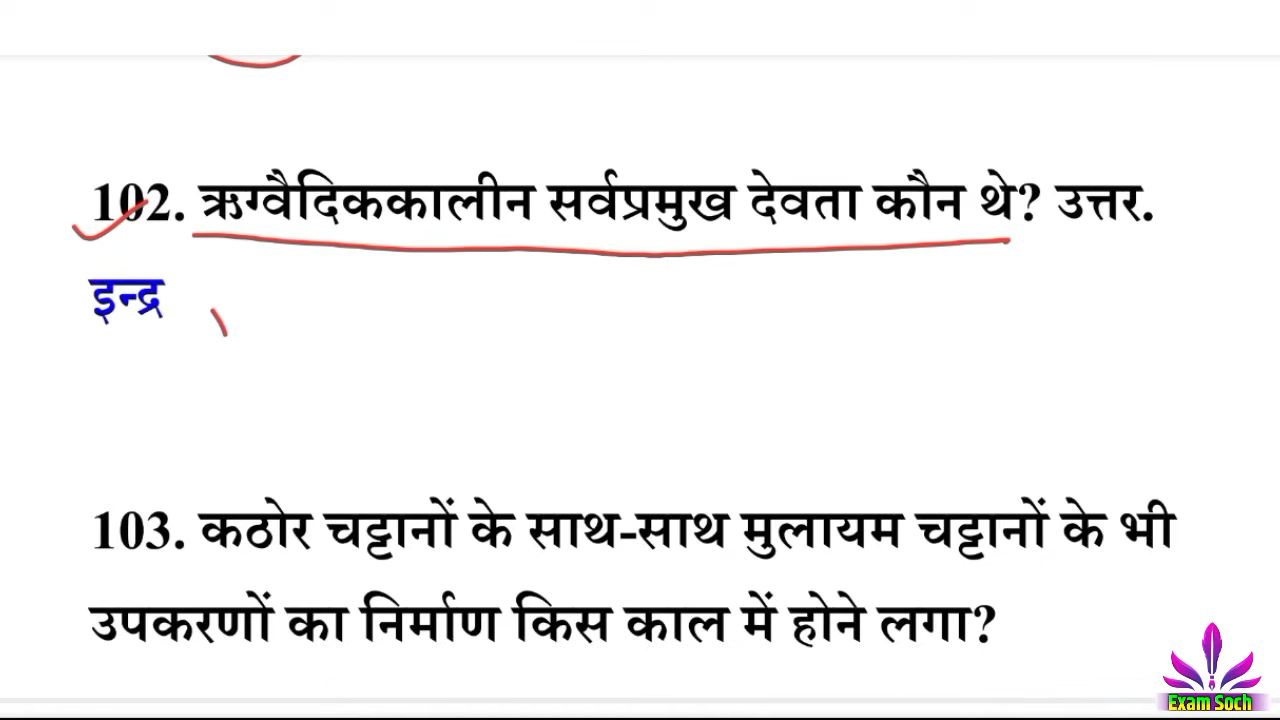 102. ऋग्वैदिककालीन सर्वप्रमुख देवता कौन थे? उत्तर.
इन्द्र
103. कठोर चट्टानों के साथ-साथ मुलायम चट्टानों के भी
उपकरणों का निर्माण किस काल में होने लगा?
Exam Soch